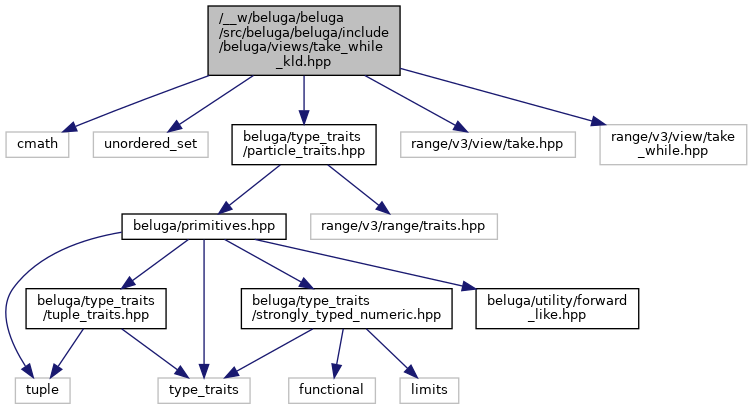 /__w/beluga/beluga
/src/beluga/beluga/include
/beluga/views/take_while
_kld.hpp
cmath
unordered_set
beluga/type_traits
/particle_traits.hpp
range/v3/view/take.hpp
range/v3/view/take
_while.hpp
beluga/primitives.hpp
range/v3/range/traits.hpp
beluga/type_traits
/tuple_traits.hpp
beluga/type_traits
/strongly_typed_numeric.hpp
beluga/utility/forward
_like.hpp
tuple
type_traits
functional
limits